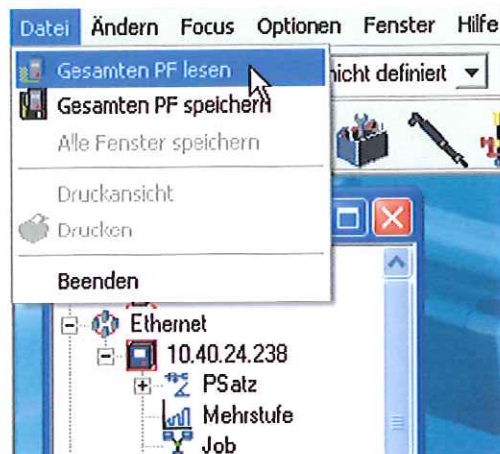 Datei Ändern Focus Optionen Fenster Hilfe
Gesamten PF lesen
nicht definiert
Gesamten PF speichern
Alle Fenster speichern
Druckansicht
Drucken
Beenden
Ethernet
10.40.24.238
PSatz
Mehrstufe
Job